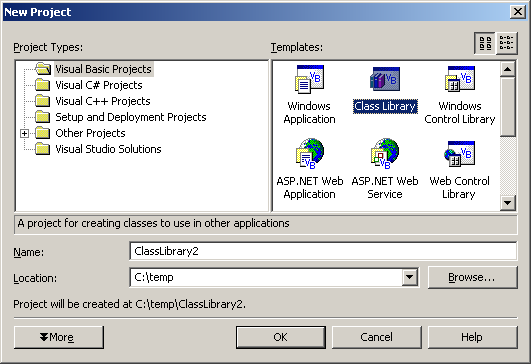 New Project
Project Types:
Templates:
Visual Basic Projects
Visual C# Projects
Visual C++ Projects
Setup and Deployment Projects
Other Projects
Visual Studio Solutions
Windows Application
Class Library
Windows Control Library
ASP.NET Web Application
ASP.NET Web Service
Web Control Library
A project for creating classes to use in other applications
Name:
ClassLibrary2
Location:
C:\temp
Browse...
Project will be created at C:\temp\ClassLibrary2.
More
OK
Cancel
Help